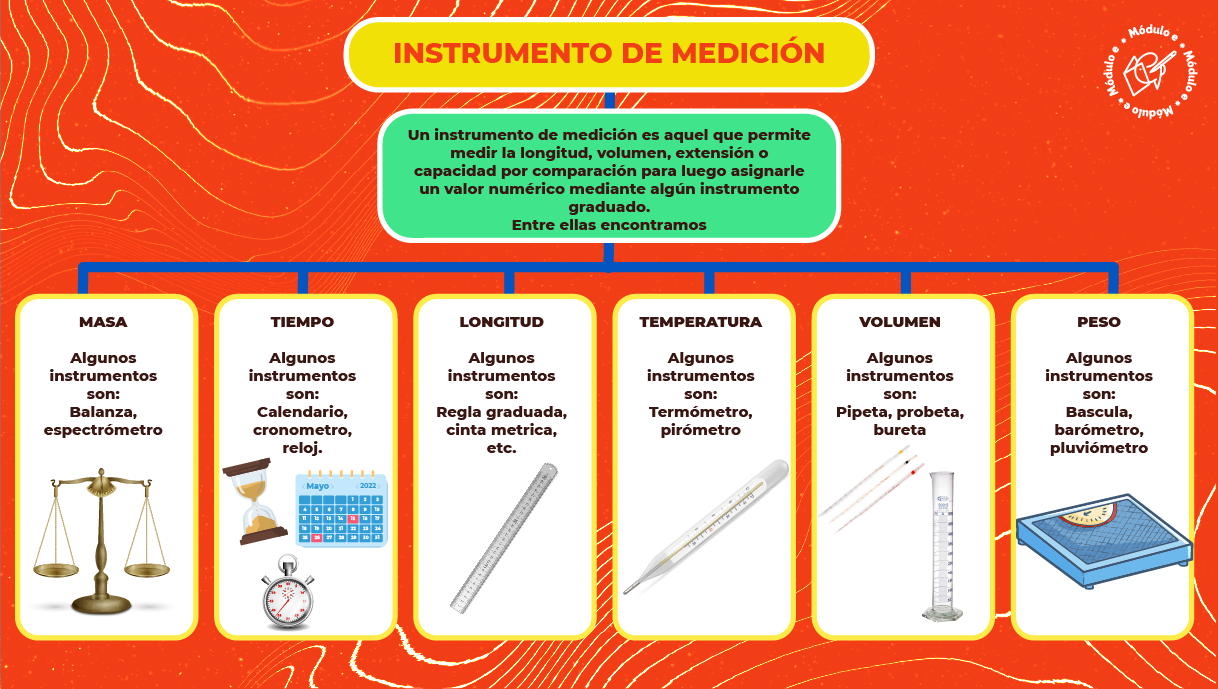 INSTRUMENTO DE MEDICIÓN
Módulo e • Módulo e • Módulo e • Módulo e •
Un instrumento de medición es aquel que permite
medir la longitud, volumen, extensión o
capacidad por comparación para luego asignarle
un valor numérico mediante algún instrumento
graduado.
Entre ellas encontramos
MASA
Algunos
instrumentos
son:
Balanza,
espectrómetro
TIEMPO
Algunos
instrumentos
son:
Calendario,
cronometro,
reloj.
Mayo 2022
LONGITUD
Algunos
instrumentos
son:
Regla graduada,
cinta metrica,
etc.
TEMPERATURA
Algunos
instrumentos
son:
Termómetro,
pirómetro
VOLUMEN
Algunos
instrumentos
son:
Pipeta, probeta,
bureta
PESO
Algunos
instrumentos
son:
Bascula,
barómetro,
pluviómetro